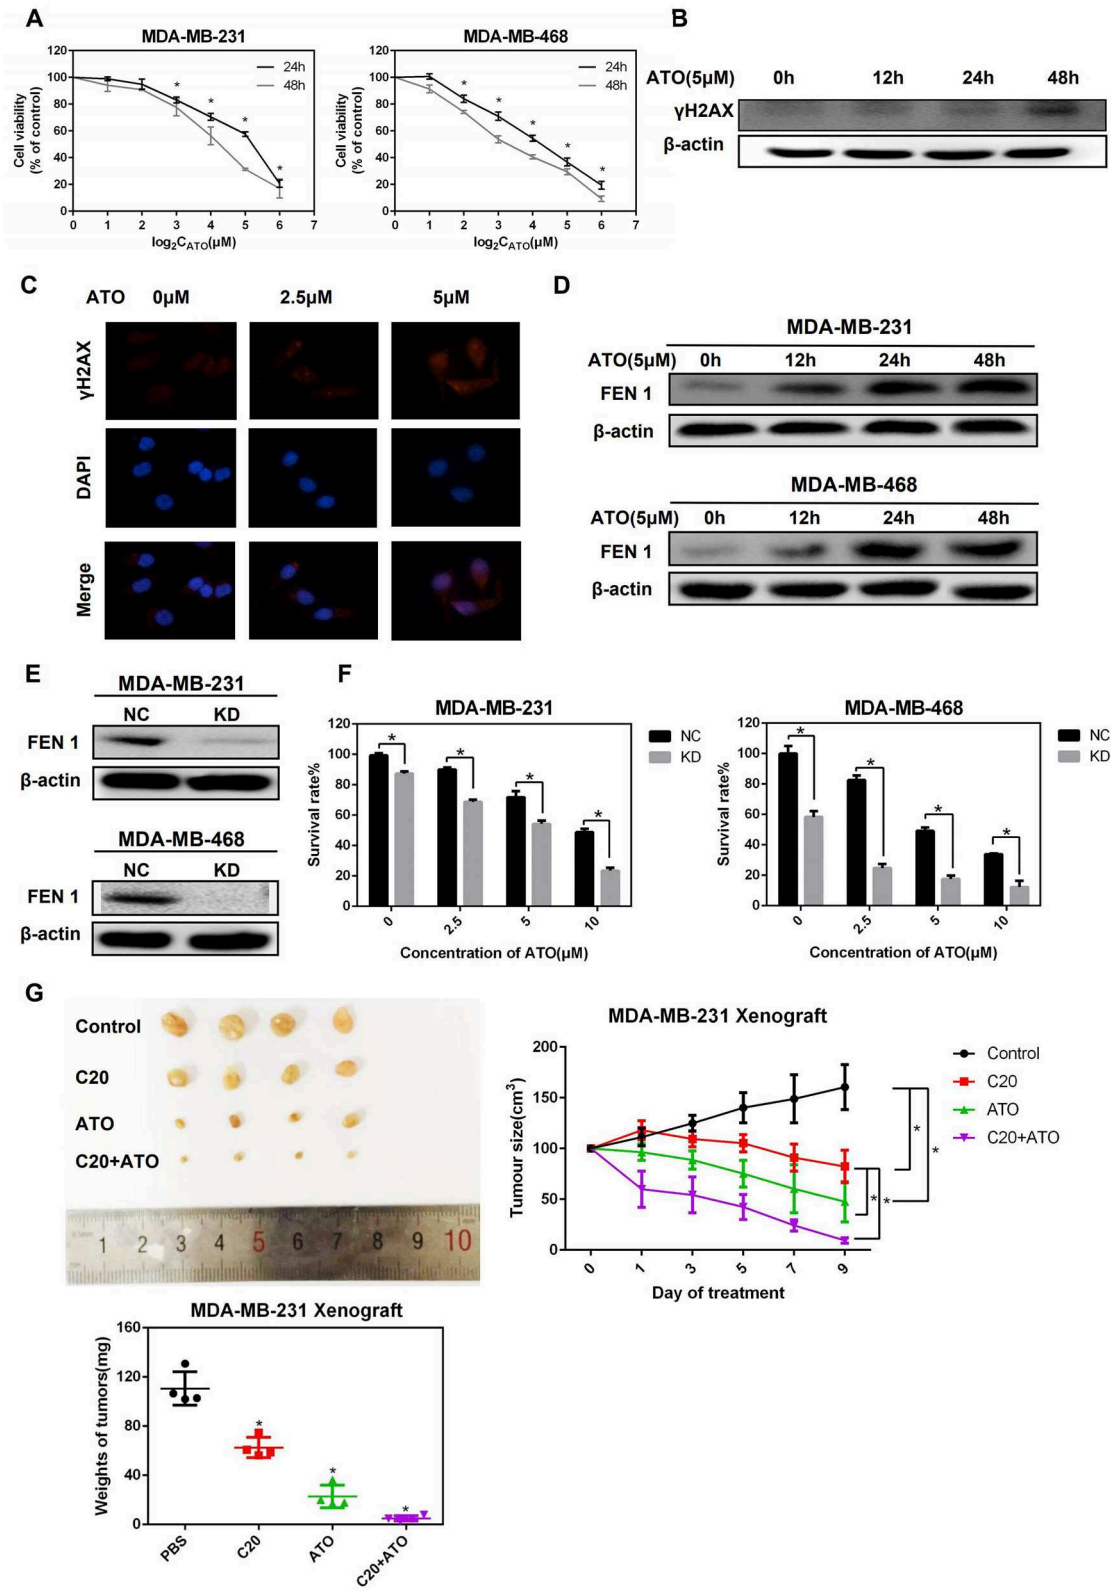 A
MDA-MB-231
120
100
80
60
40
20
0
0 1 2 3 4 5 6 7
Cell viability
(% of control)
log2CATO(μM)
24h
48h
* * * *
MDA-MB-468
120
100
80
60
40
20
0
0 1 2 3 4 5 6 7
Cell viability
(% of control)
log2CATO(μM)
24h
48h
* * * * *
B
ATO(5μM) 0h 12h 24h 48h
γH2AX
β-actin
C
ATO 0μM 2.5μM 5μM
γH2AX
DAPI
Merge
D
MDA-MB-231
ATO(5μM) 0h 12h 24h 48h
FEN 1
β-actin
MDA-MB-468
ATO(5μM) 0h 12h 24h 48h
FEN 1
β-actin
E
MDA-MB-231
NC KD
FEN 1
β-actin
MDA-MB-468
NC KD
FEN 1
β-actin
F
MDA-MB-231
120
100
80
60
40
20
0
Survival rate%
* * * *
0 2.5 5 10
Concentration of ATO(μM)
NC
KD
MDA-MB-468
120
100
80
60
40
20
0
Survival rate%
* * * *
0 2.5 5 10
Concentration of ATO(μM)
NC
KD
G
Control
C20
ATO
C20+ATO
1 2 3 4 5 6 7 8 9 10
MDA-MB-231 Xenograft
200
150
100
50
0
Tumour size(cm3)
0 1 3 5 7 9
Day of treatment
Control
C20
ATO
C20+ATO
* * * *
MDA-MB-231 Xenograft
160
120
80
40
0
Weights of tumors(mg)
* * *
PBS C20 ATO C20+ATO